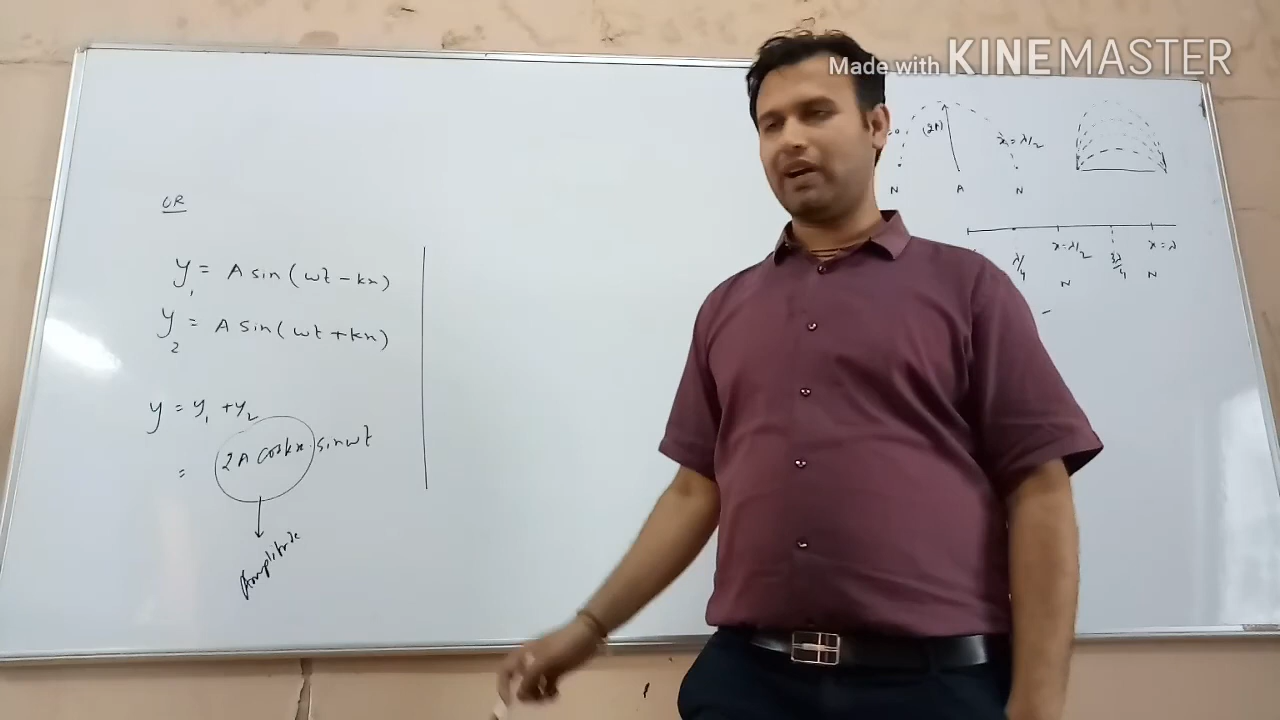 Made with KINEMASTER
OR
y₁ = A sin(ωt - kx)
y₂ = A sin(ωt + kx)
y = y₁ + y₂
= 2A coskx. sinωt
Amplitude
(2A)
x = λ/2
N A N
λ/4 x = λ/2 3λ/4 x = λ
N N